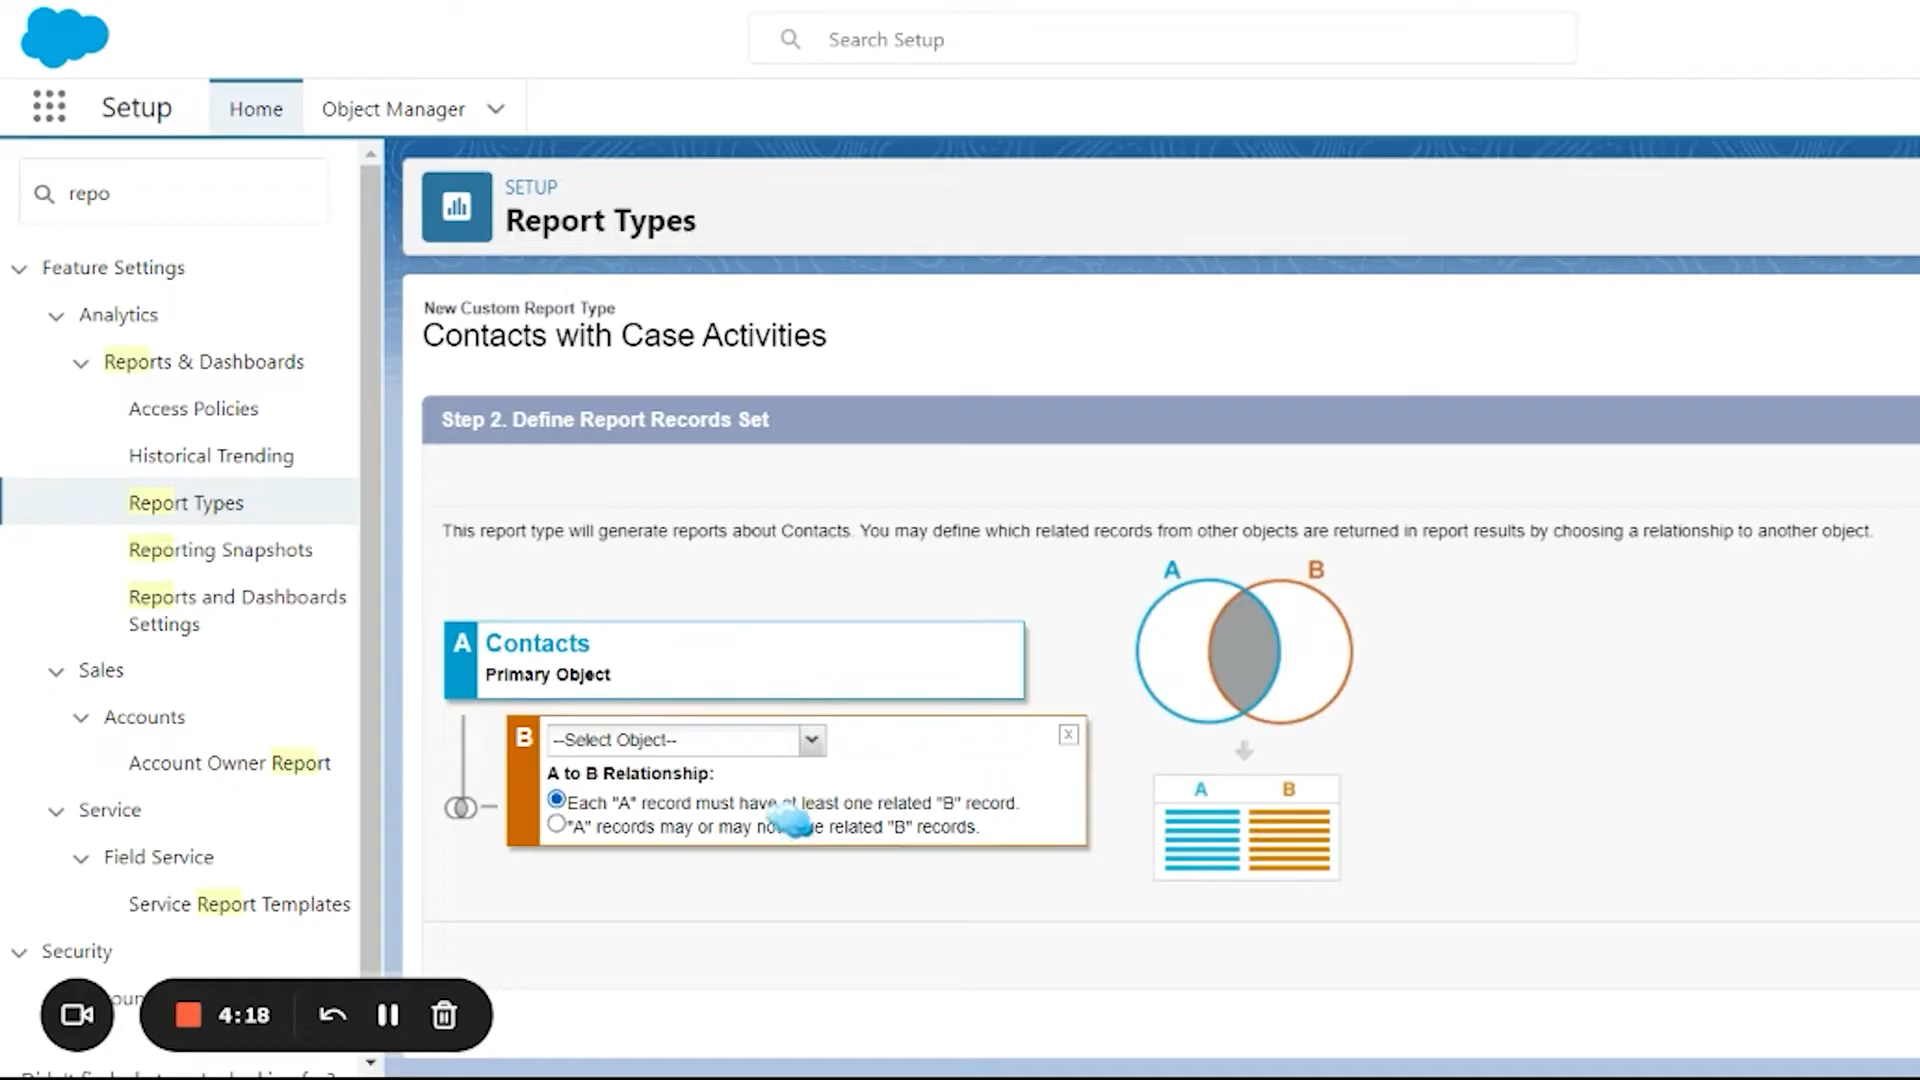 Search Setup
Setup
Home
Object Manager
repo
Feature Settings
Analytics
Reports & Dashboards
Access Policies
Historical Trending
Report Types
Reporting Snapshots
Reports and Dashboards
Settings
Sales
Accounts
Account Owner Report
Service
Field Service
Service Report Templates
Security
4:18
SETUP
Report Types
New Custom Report Type
Contacts with Case Activities
Step 2. Define Report Records Set
This report type will generate reports about Contacts. You may define which related records from other objects are returned in report results by choosing a relationship to another object.
A Contacts
Primary Object
B --Select Object-- X
A to B Relationship:
Each "A" record must have at least one related "B" record.
"A" records may or may related "B" records.
A B
A B